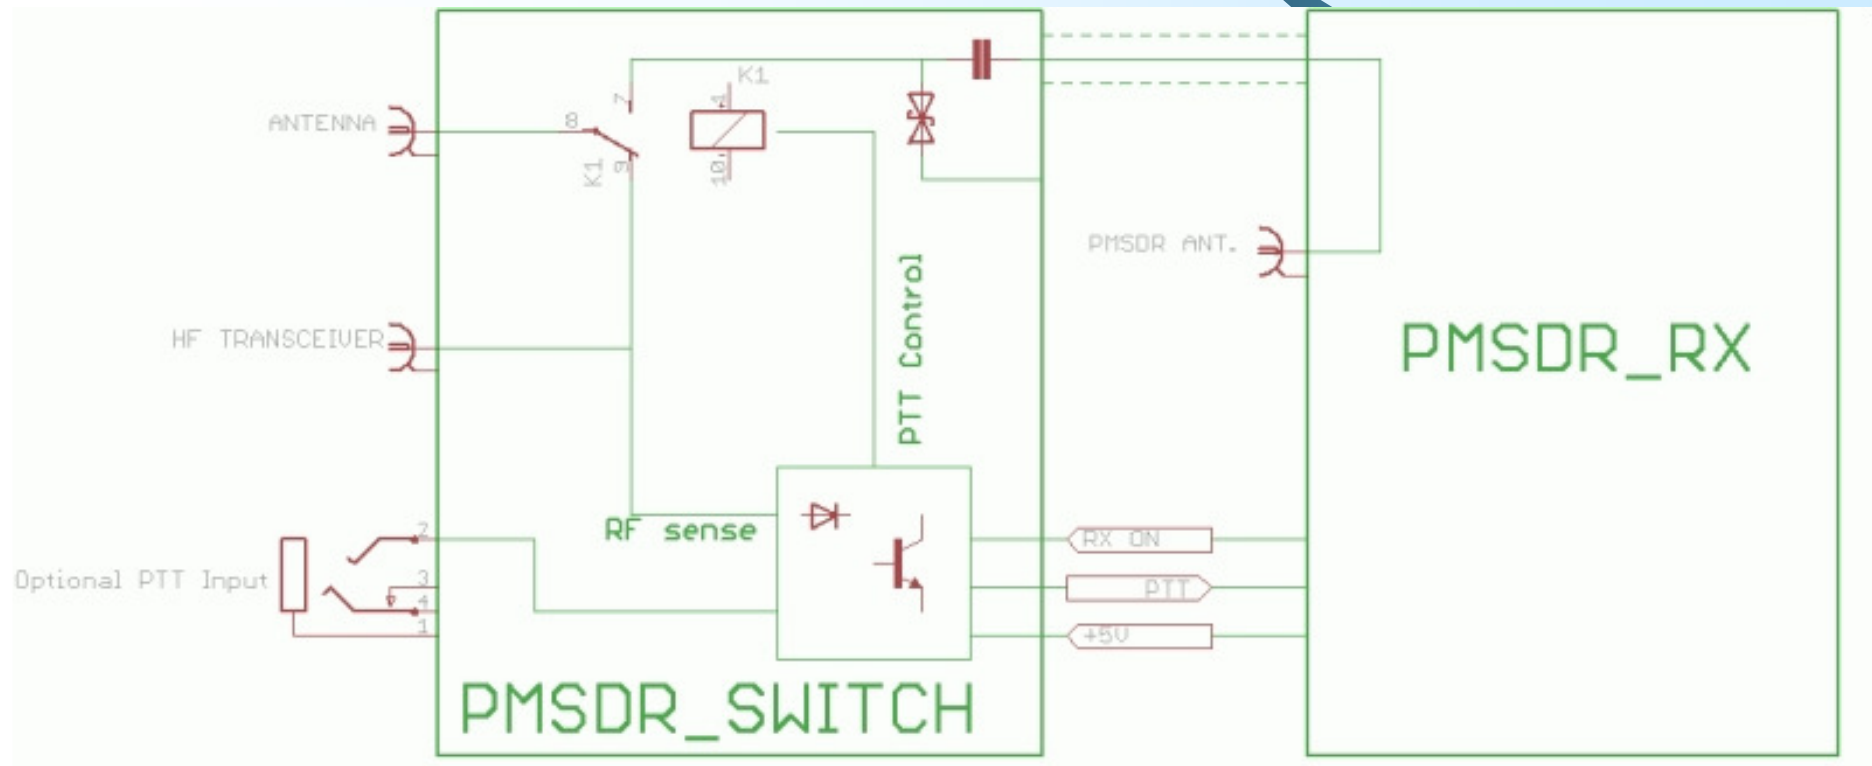 K1
7
1
ANTENNA
8
K1
9
10
PMSDR ANT.
PTT Control
HF TRANSCEIVER
PMSDR_RX
RF sense
2
RX ON
Optional PTT Input
3
PTT
4
1
+5V
PMSDR_SWITCH